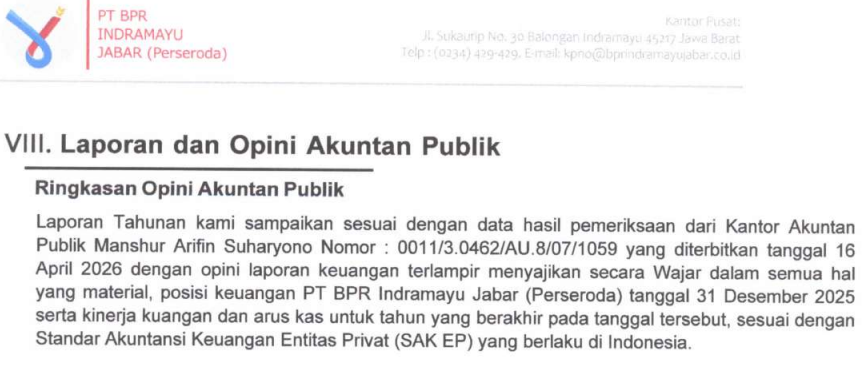 PT BPR
INDRAMAYU
JABAR (Perseroda)
Kantor Pusat:
Jl. Sukaurip No. 30 Balongan Indramayu 45217 Jawa Barat
Telp : (0234) 429-429, E-mail: kpno@bprindramayujabar.co.id
VIII. Laporan dan Opini Akuntan Publik
Ringkasan Opini Akuntan Publik
Laporan Tahunan kami sampaikan sesuai dengan data hasil pemeriksaan dari Kantor Akuntan
Publik Manshur Arifin Suharyono Nomor : 0011/3.0462/AU.8/07/1059 yang diterbitkan tanggal 16
April 2026 dengan opini laporan keuangan terlampir menyajikan secara Wajar dalam semua hal
yang material, posisi keuangan PT BPR Indramayu Jabar (Perseroda) tanggal 31 Desember 2025
serta kinerja kuangan dan arus kas untuk tahun yang berakhir pada tanggal tersebut, sesuai dengan
Standar Akuntansi Keuangan Entitas Privat (SAK EP) yang berlaku di Indonesia.